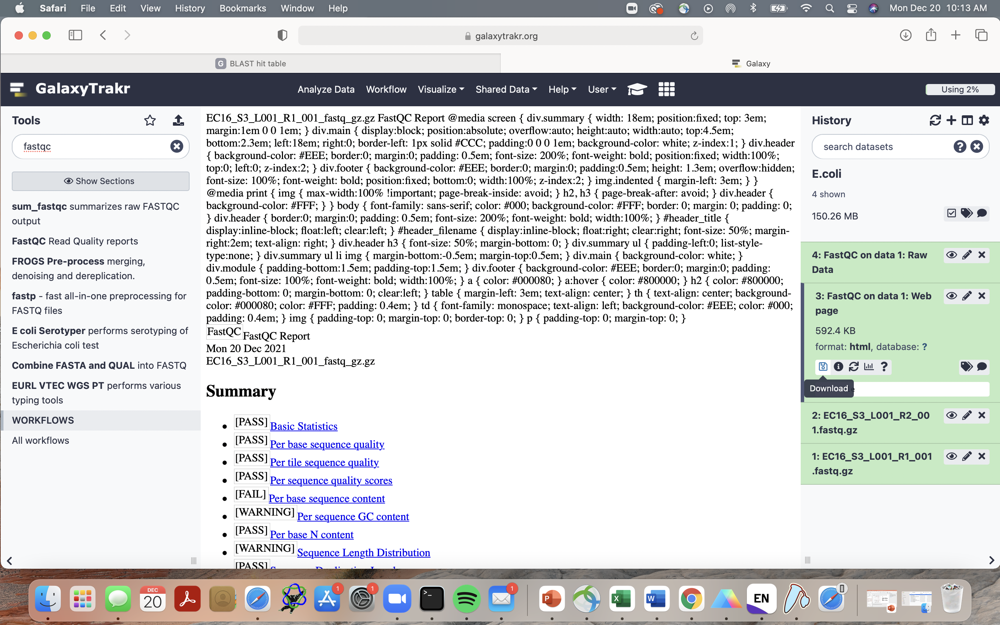 Safari File Edit View History Bookmarks Window Help Mon Dec 20 10:13 AM
galaxytrakr.org
G BLAST hit table
Galaxy
GalaxyTrakr
Analyze Data Workflow Visualize Shared Data Help User
Using 2%
Tools
fastqc
Show Sections
sum_fastqc summarizes raw FASTQC
output
FastQC Read Quality reports
FROGS Pre-process merging,
denoising and dereplication.
fastp - fast all-in-one preprocessing for
FASTQ files
E coli Serotyper performs serotyping of
Escherichia coli test
Combine FASTA and QUAL into FASTQ
EURL VTEC WGS PT performs various
typing tools
WORKFLOWS
All workflows
EC16_S3_L001_R1_001_fastq_gz.gz FastQC Report @media screen { div.summary { width: 18em; position:fixed; top: 3em;
margin:1em 0 0 1em; } div.main { display:block; position:absolute; overflow:auto; height:auto; width:auto; top:4.5em;
bottom:2.3em; left:18em; right:0; border-left: 1px solid #CCC; padding:0 0 0 1em; background-color: white; z-index:1; } div.header
{ background-color: #EEE; border:0; margin:0; padding: 0.5em; font-size: 200%; font-weight: bold; position:fixed; width:100%;
top:0; left:0; z-index:2; } div.footer { background-color: #EEE; border:0; margin:0; padding:0.5em; height: 1.3em; overflow:hidden;
font-size: 100%; font-weight: bold; position:fixed; bottom:0; width:100%; z-index:2; } img.indented { margin-left: 3em; } }
@media print { img { max-width:100% !important; page-break-inside: avoid; } h2, h3 { page-break-after: avoid; } div.header {
background-color: #FFF; } } body { font-family: sans-serif; color: #000; background-color: #FFF; border: 0; margin: 0; padding: 0;
} div.header { border:0; margin:0; padding: 0.5em; font-size: 200%; font-weight: bold; width:100%; } #header_title {
display:inline-block; float:left; clear:left; } #header_filename { display:inline-block; float:right; clear:right; font-size: 50%; margin-
right:2em; text-align: right; } div.header h3 { font-size: 50%; margin-bottom: 0; } div.summary ul { padding-left:0; list-style-
type:none; } div.summary ul li img { margin-bottom:-0.5em; margin-top:0.5em; } div.main { background-color: white; }
div.module { padding-bottom:1.5em; padding-top:1.5em; } div.footer { background-color: #EEE; border:0; margin:0; padding:
0.5em; font-size: 100%; font-weight: bold; width:100%; } a { color: #000080; } a:hover { color: #800000; } h2 { color: #800000;
padding-bottom: 0; margin-bottom: 0; clear:left; } table { margin-left: 3em; text-align: center; } th { text-align: center; background-
color: #000080; color: #FFF; padding: 0.4em; } td { font-family: monospace; text-align: left; background-color: #EEE; color: #000;
padding: 0.4em; } img { padding-top: 0; margin-top: 0; border-top: 0; } p { padding-top: 0; margin-top: 0; }
FastQC FastQC Report
Mon 20 Dec 2021
EC16_S3_L001_R1_001_fastq_gz.gz
Summary
[PASS] Basic Statistics
[PASS] Per base sequence quality
[PASS] Per tile sequence quality
[PASS] Per sequence quality scores
[FAIL] Per base sequence content
[WARNING] Per sequence GC content
[PASS] Per base N content
[WARNING] Sequence Length Distribution
[PASS]
History
search datasets
E.coli
4 shown
150.26 MB
4: FastQC on data 1: Raw
Data
3: FastQC on data 1: Web
page
592.4 KB
format: html, database: ?
Download
2: EC16_S3_L001_R2_00
1.fastq.gz
1: EC16_S3_L001_R1_001
.fastq.gz
DEC
20
1
1
1
P
X
W
EN